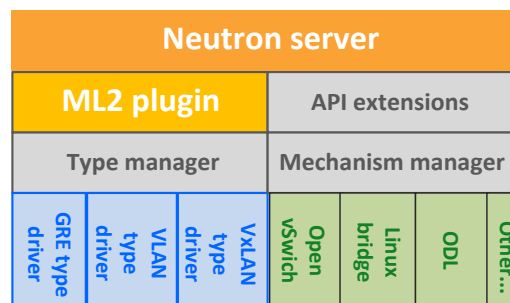 Neutron server
ML2 plugin
API extensions
Type manager
Mechanism manager
GRE type
driver
VLAN
type
driver
VxLAN
type
driver
Open
vSwich
Linux
bridge
ODL
Other...